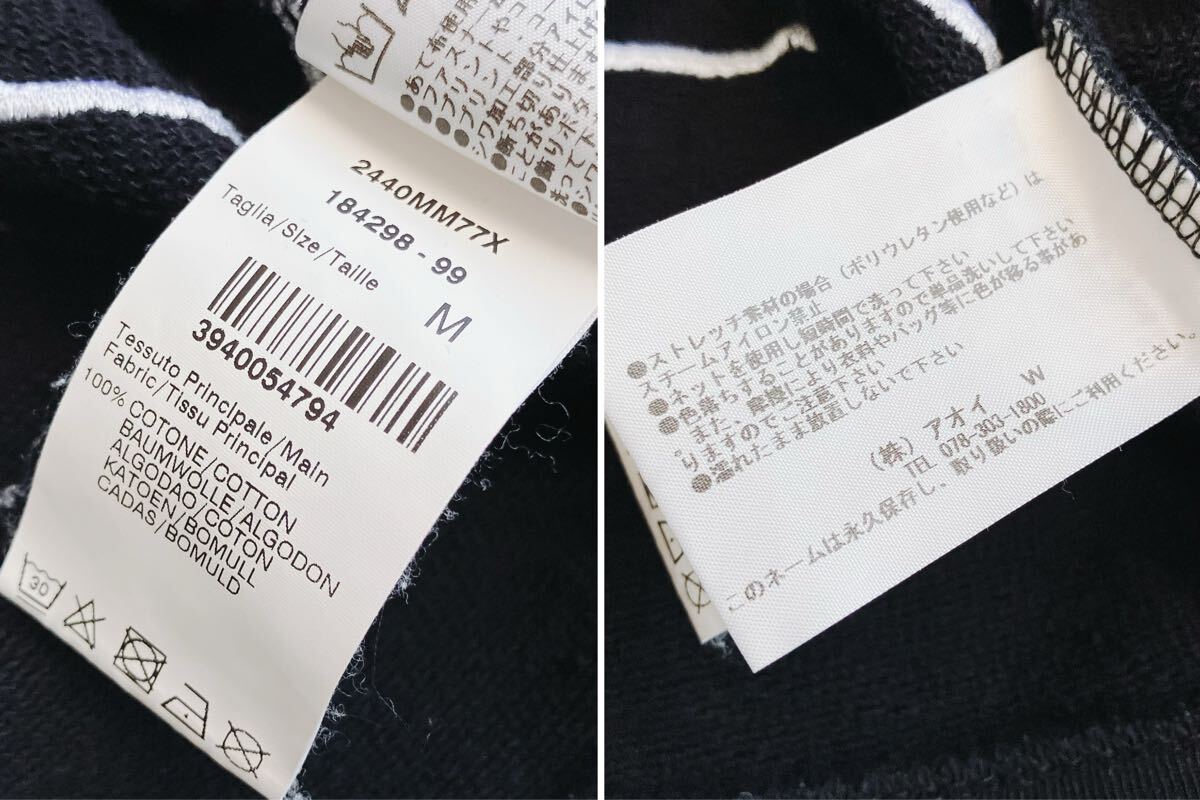 2440MM77X
184298 - 99
Taglia/Size/Taille
M
3940054794
Tessuto Principale/Main
Fabric/Tissu Principal
100% COTONE/COTTON
BAUMWOLLE/ALGODON
ALGODAO/COTON
KATOEN/BOMULL
CADAS/BOMULD
30
●ストレッチ素材の場合(ポリウレタン使用など)は
スチームアイロン禁止
●ネットを使用し短時間で洗って下さい
●色落ちすることがありますので単品洗いして下さい
また、摩擦により衣料やバッグ等に色が移る事があ
りますのでご注意下さい
●濡れたまま放置しないで下さい
W
(株)アオイ
TEL 078-303-1800
このネームは永久保存し、取り扱いの際にご利用ください。